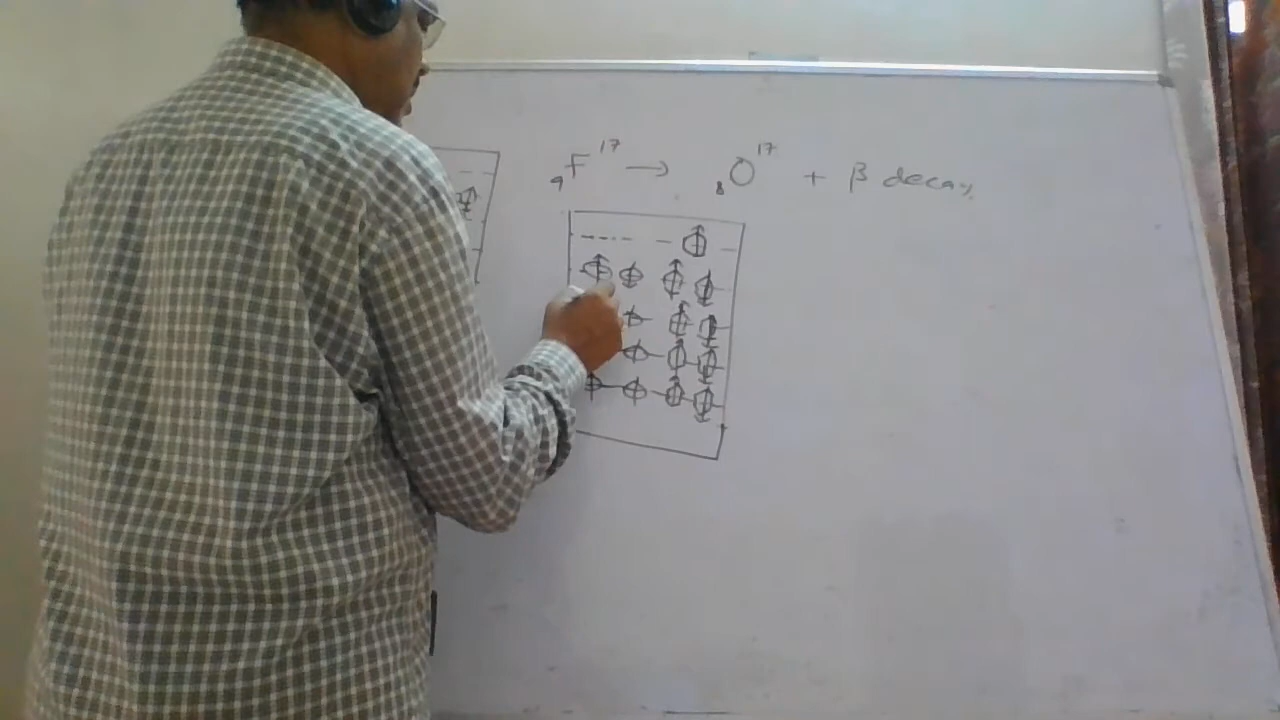 ₉F¹⁷ → ₈O¹⁷ + β decay